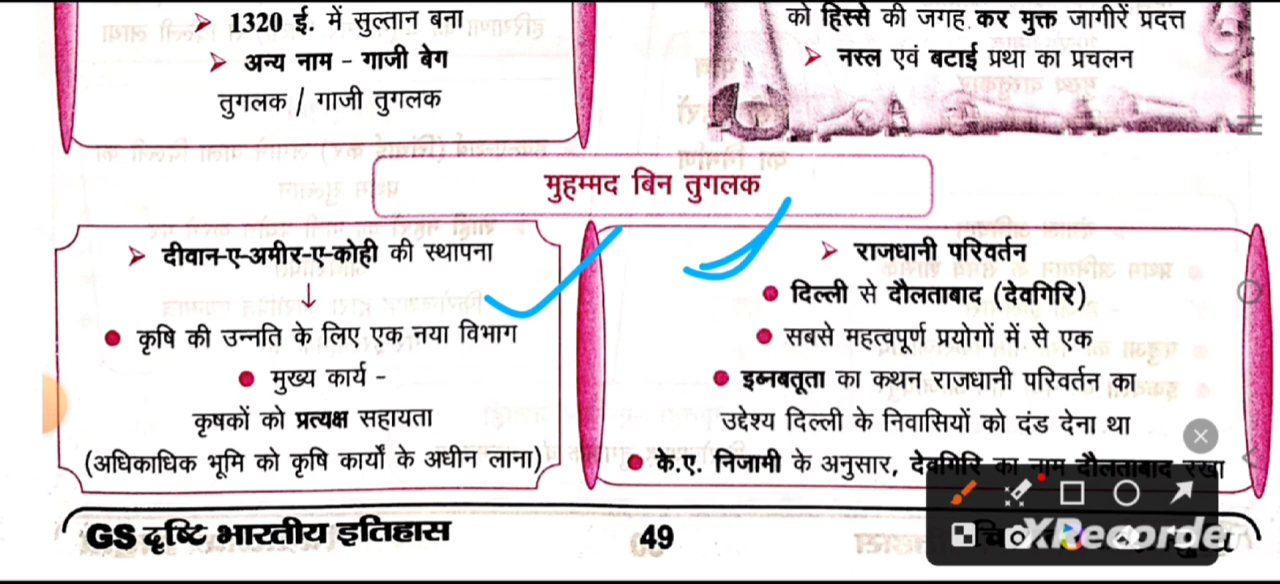 1320 ई. में सुल्तान बना
अन्य नाम - गाजी बेग
तुगलक / गाजी तुगलक
को हिस्से की जगह कर मुक्त जागीरें प्रदत्त
नस्ल एवं बटाई प्रथा का प्रचलन
मुहम्मद बिन तुगलक
दीवान-ए-अमीर-ए-कोही की स्थापना
कृषि की उन्नति के लिए एक नया विभाग
मुख्य कार्य -
कृषकों को प्रत्यक्ष सहायता
(अधिकाधिक भूमि को कृषि कार्यों के अधीन लाना)
राजधानी परिवर्तन
दिल्ली से दौलताबाद (देवगिरि)
सबसे महत्वपूर्ण प्रयोगों में से एक
इब्नबतूता का कथन राजधानी परिवर्तन का
उद्देश्य दिल्ली के निवासियों को दंड देना था
के.ए. निजामी के अनुसार, देवगिरि का नाम दौलताबाद रखा
GS दृष्टि भारतीय इतिहास
49
XRecorder